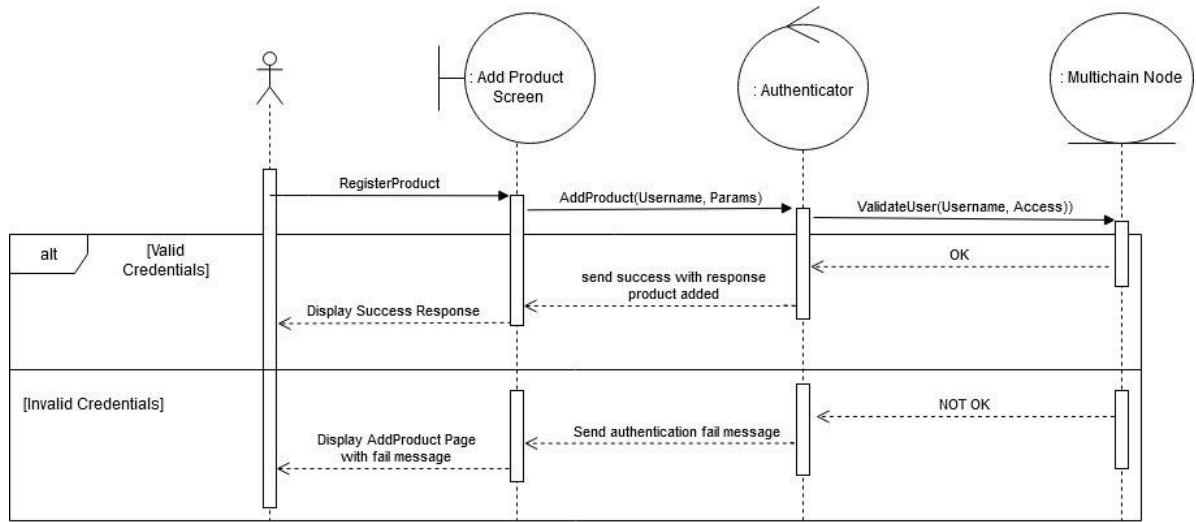 : Add Product
Screen
: Authenticator
: Multichain Node
RegisterProduct
AddProduct(Username, Params)
ValidateUser(Username, Access))
alt
[Valid
Credentials]
OK
send success with response
product added
Display Success Response
[Invalid Credentials]
NOT OK
Send authentication fail message
Display AddProduct Page
with fail message